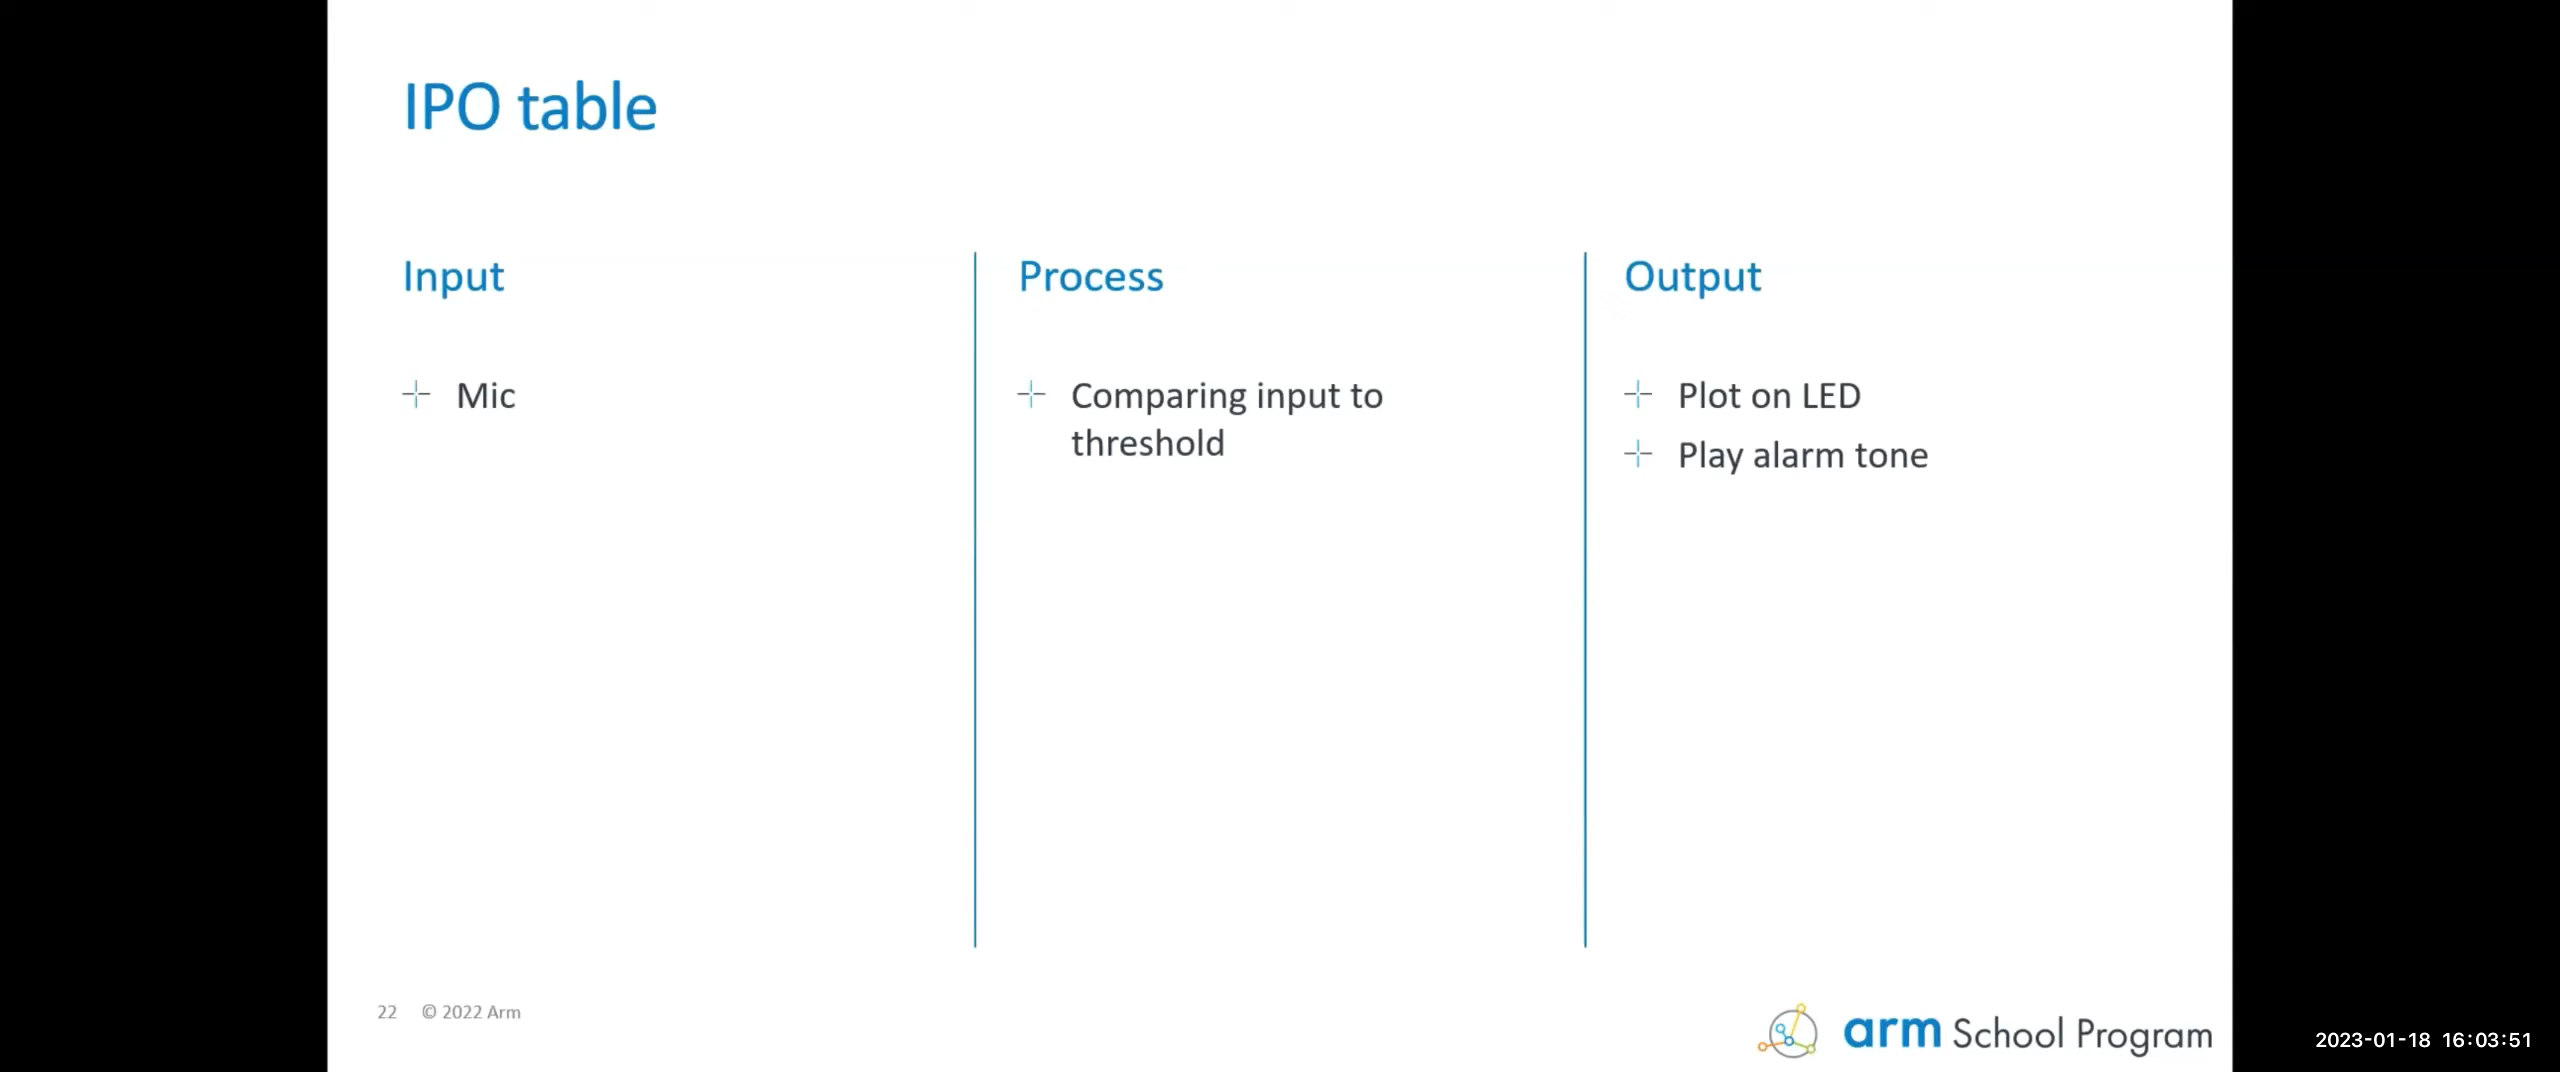 IPO table
Input
Mic
Process
Comparing input to
threshold
Output
Plot on LED
Play alarm tone
22 © 2022 Arm
arm School Program
2023-01-18 16:03:51